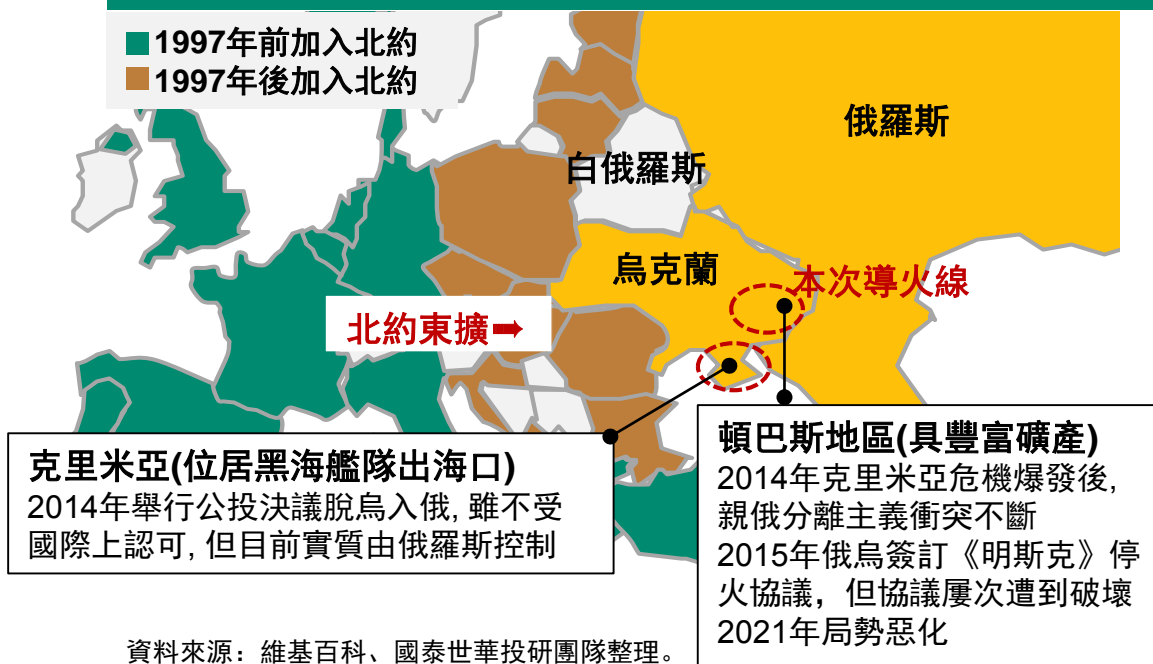 1997年前加入北約
1997年後加入北約
俄羅斯
白俄羅斯
烏克蘭
本次導火線
北約東擴➡
克里米亞(位居黑海艦隊出海口)
2014年舉行公投決議脫烏入俄, 雖不受
國際上認可, 但目前實質由俄羅斯控制
頓巴斯地區(具豐富礦產)
2014年克里米亞危機爆發後,
親俄分離主義衝突不斷
2015年俄烏簽訂《明斯克》停
火協議，但協議屢次遭到破壞
2021年局勢惡化
資料來源：維基百科、國泰世華投研團隊整理。